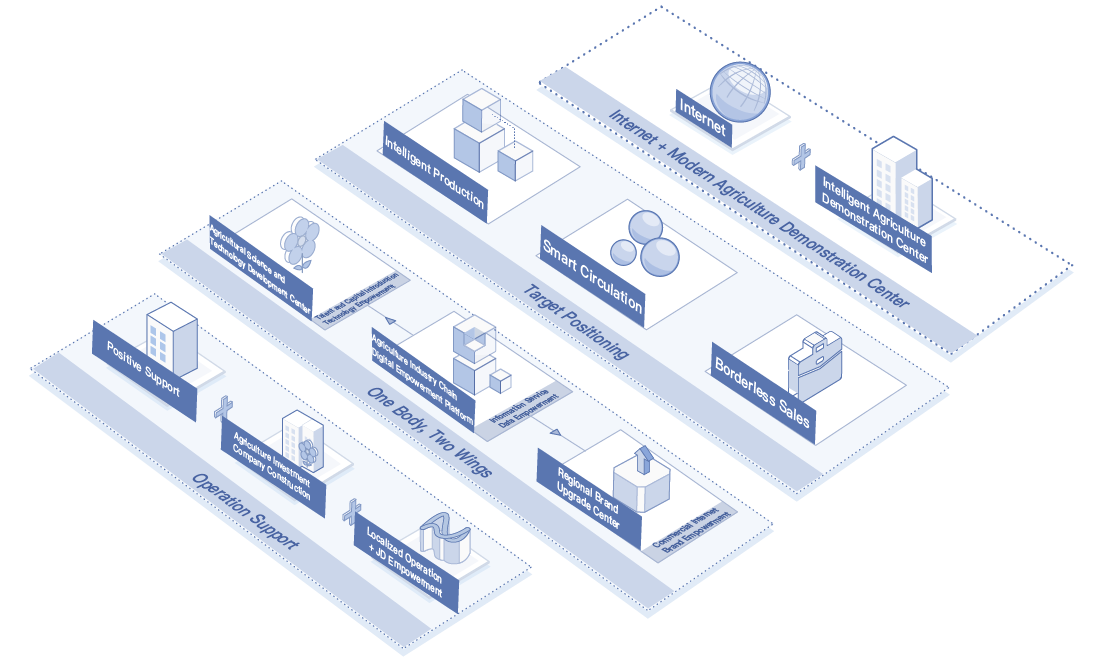 Internet
Intelligent Agriculture
Demonstration Center
Internet + Modern Agriculture Demonstration Center
Intelligent Production
Smart Circulation
Borderless Sales
Target Positioning
Agricultural Science and
Technology Development Center
Talent and Capital Introduction
Technology Empowerment
Agriculture Industry Chain
Digital Empowerment Platform
Information Service
Data Empowerment
Regional Brand
Upgrade Center
Commercial Internet
Brand Empowerment
One Body, Two Wings
Positive Support
Agriculture Investment
Company Construction
Localized Operation
+ JD Empowerment
Operation Support